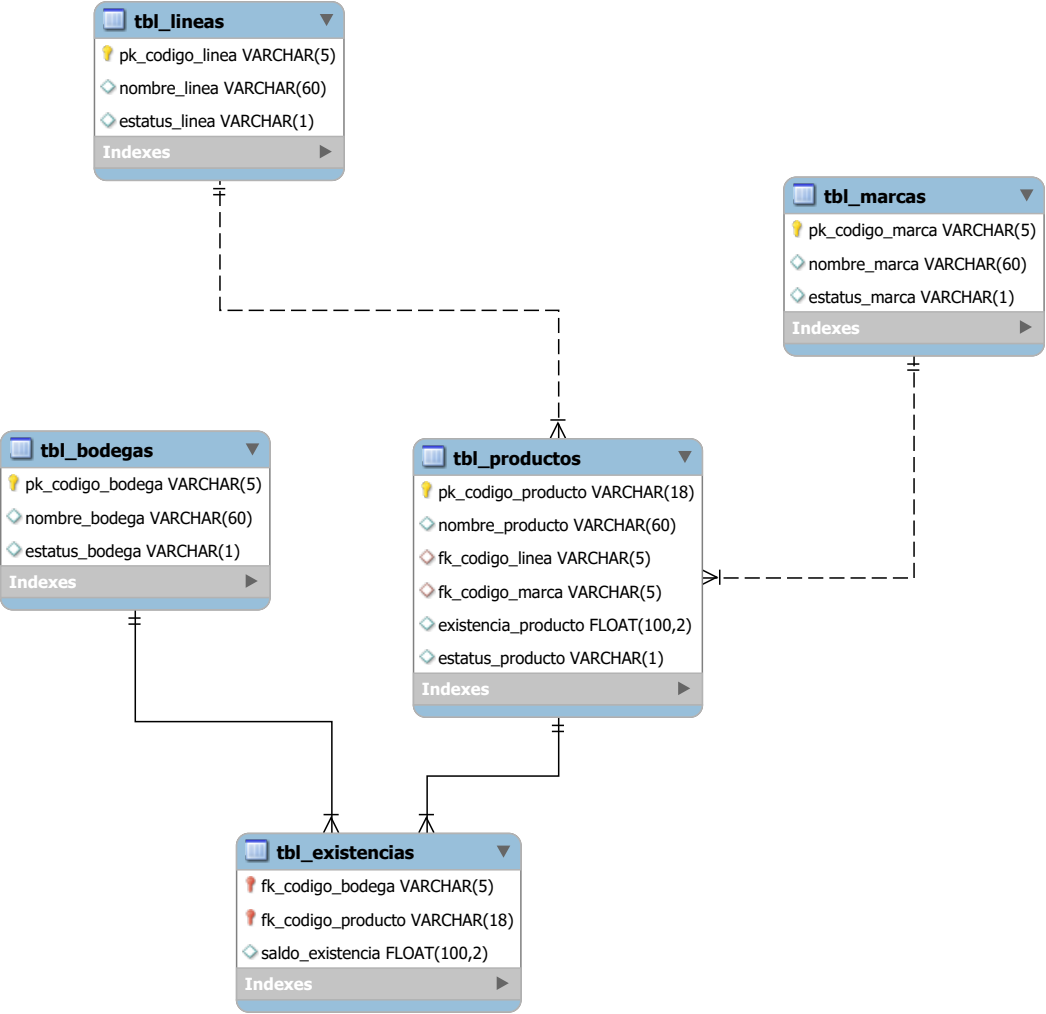 tbl_lineas
pk_codigo_linea VARCHAR(5)
nombre_linea VARCHAR(60)
estatus_linea VARCHAR(1)
Indexes
tbl_marcas
pk_codigo_marca VARCHAR(5)
nombre_marca VARCHAR(60)
estatus_marca VARCHAR(1)
Indexes
tbl_bodegas
pk_codigo_bodega VARCHAR(5)
nombre_bodega VARCHAR(60)
estatus_bodega VARCHAR(1)
Indexes
tbl_productos
pk_codigo_producto VARCHAR(18)
nombre_producto VARCHAR(60)
fk_codigo_linea VARCHAR(5)
fk_codigo_marca VARCHAR(5)
existencia_producto FLOAT(100,2)
estatus_producto VARCHAR(1)
Indexes
tbl_existencias
fk_codigo_bodega VARCHAR(5)
fk_codigo_producto VARCHAR(18)
saldo_existencia FLOAT(100,2)
Indexes